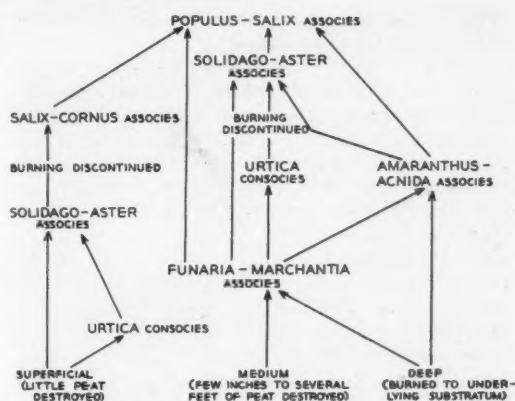 POPULUS-SALIX ASSOCIES
SOLIDAGO-ASTER
ASSOCIES
SALIX-CORNUS ASSOCIES
BURNING
DISCONTINUED
BURNING DISCONTINUED
URTICA
CONSOCIES
AMARANTHUS-
ACNIDA ASSOCIES
SOLIDAGO-ASTER
ASSOCIES
FUNARIA-MARCHANTIA
ASSOCIES
URTICA CONSOCIES
SUPERFICIAL
(LITTLE PEAT
DESTROYED)
MEDIUM
(FEW INCHES TO SEVERAL
FEET OF PEAT DESTROYED)
DEEP
(BURNED TO UNDER-
LYING SUBSTRATUM)